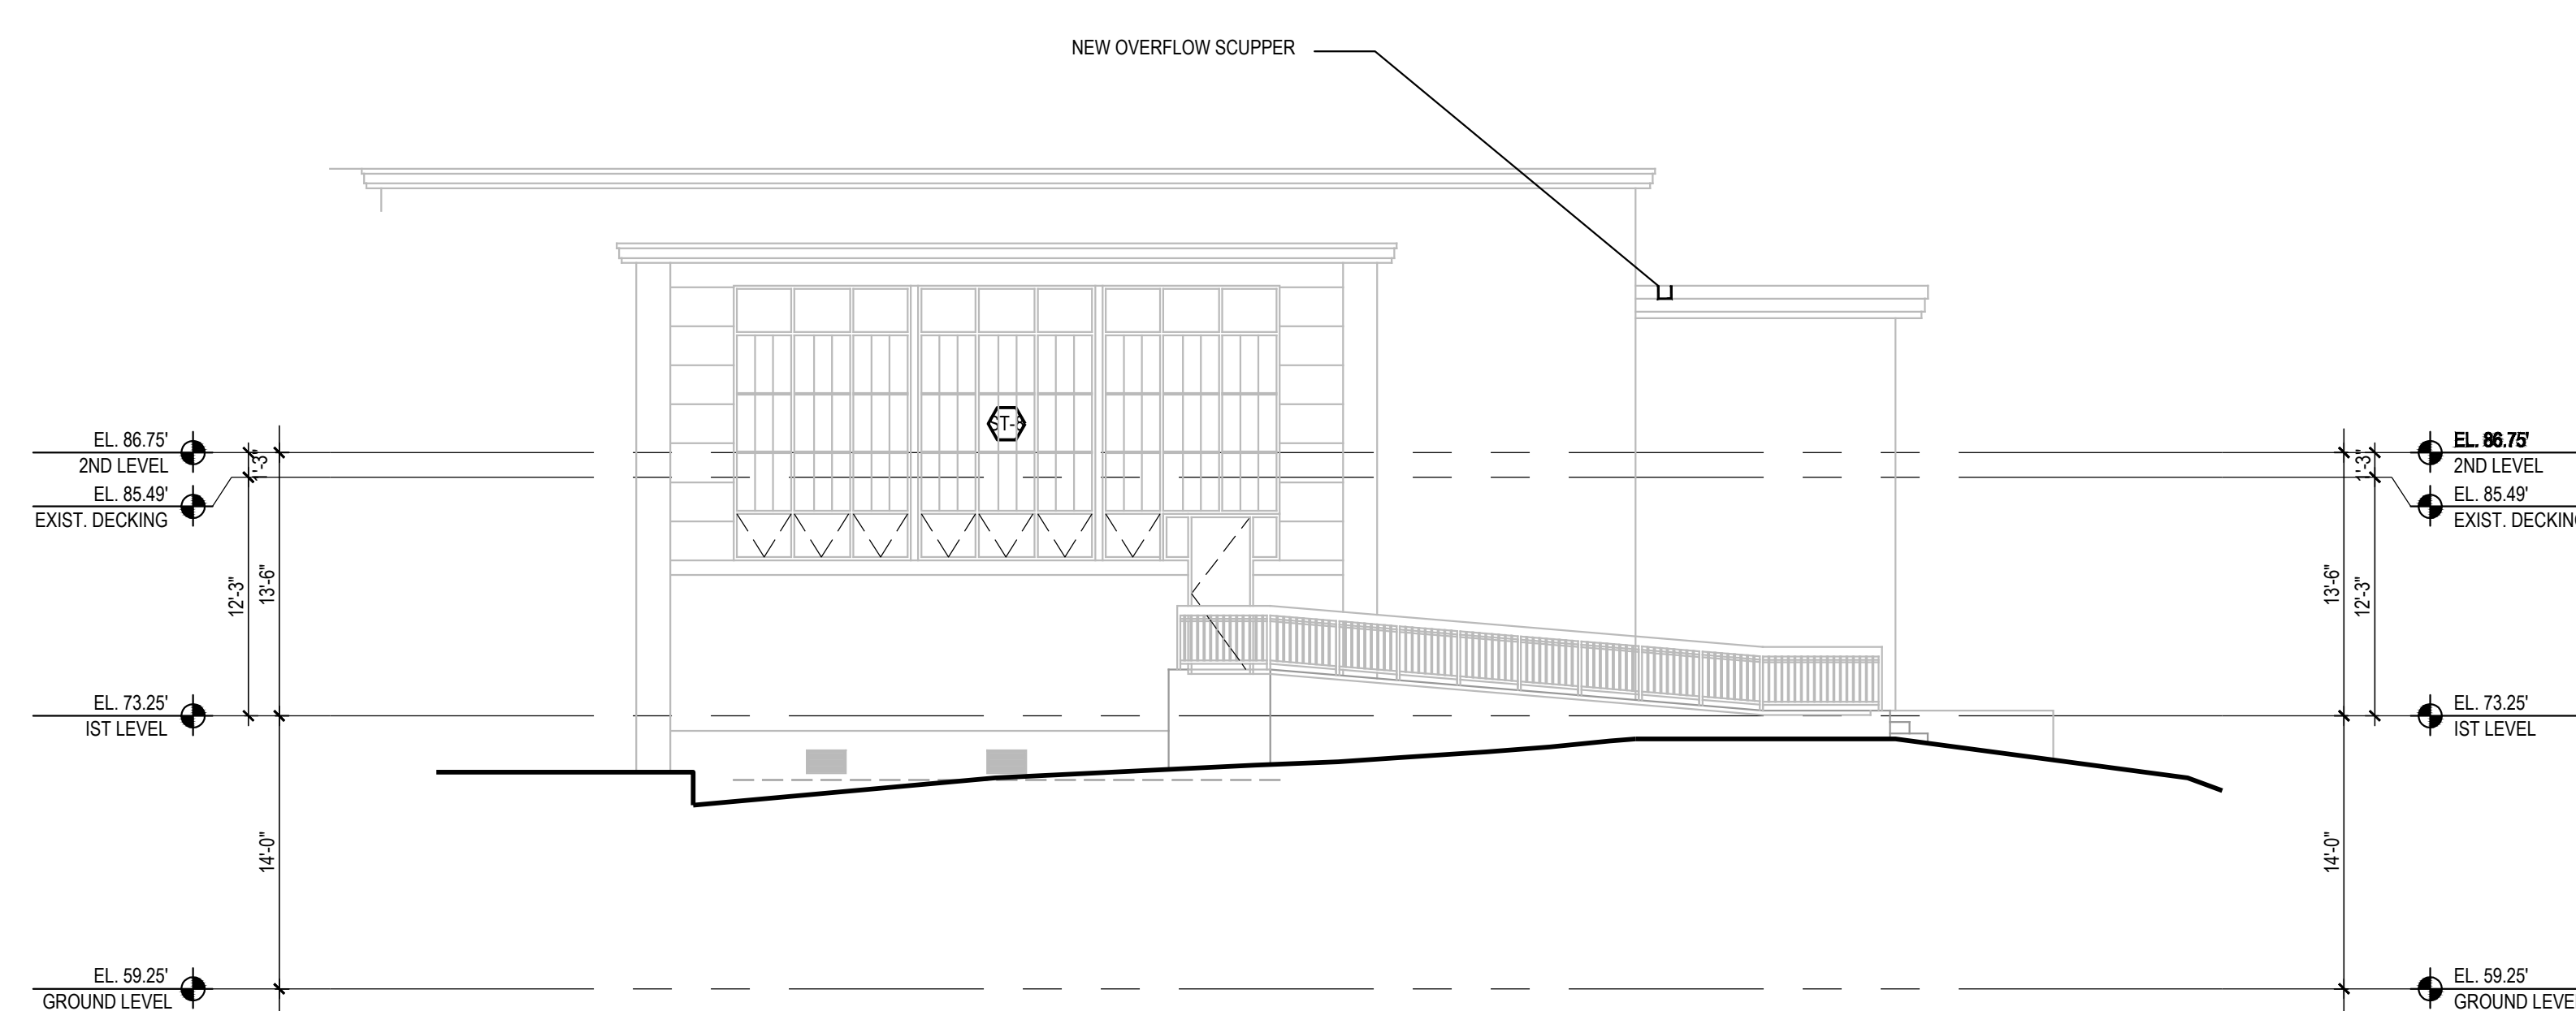 NEW OVERFLOW SCUPPER
EL. 86.75'
2ND LEVEL
EL. 85.49'
EXIST. DECKING
12'-3"
13'-6"
EL. 73.25'
IST LEVEL
14'-0"
EL. 59.25'
GROUND LEVEL
EL. 86.75'
2ND LEVEL
1'-3"
EL. 85.49'
13'-6"
12'-3"
EL. 73.25'
IST LEVEL
14'-0"
EL. 59.25'